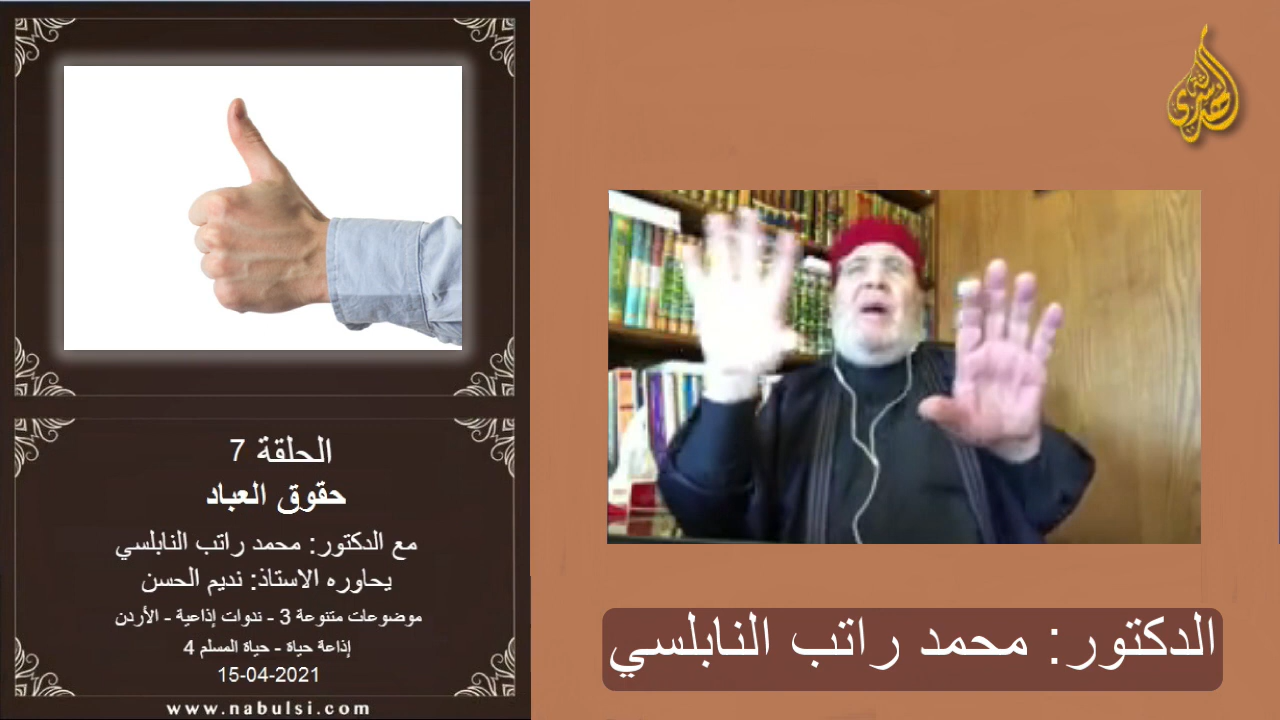 الحلقة 7
حقوق العباد
مع الدكتور: محمد راتب النابلسي
يحاوره الاستاذ: نديم الحسن
موضوعات متنوعة 3 - ندوات إذاعية - الأردن
إذاعة حياة - حياة المسلم 4
15-04-2021
www.nabulsi.com
الدكتور: محمد راتب النابلسي